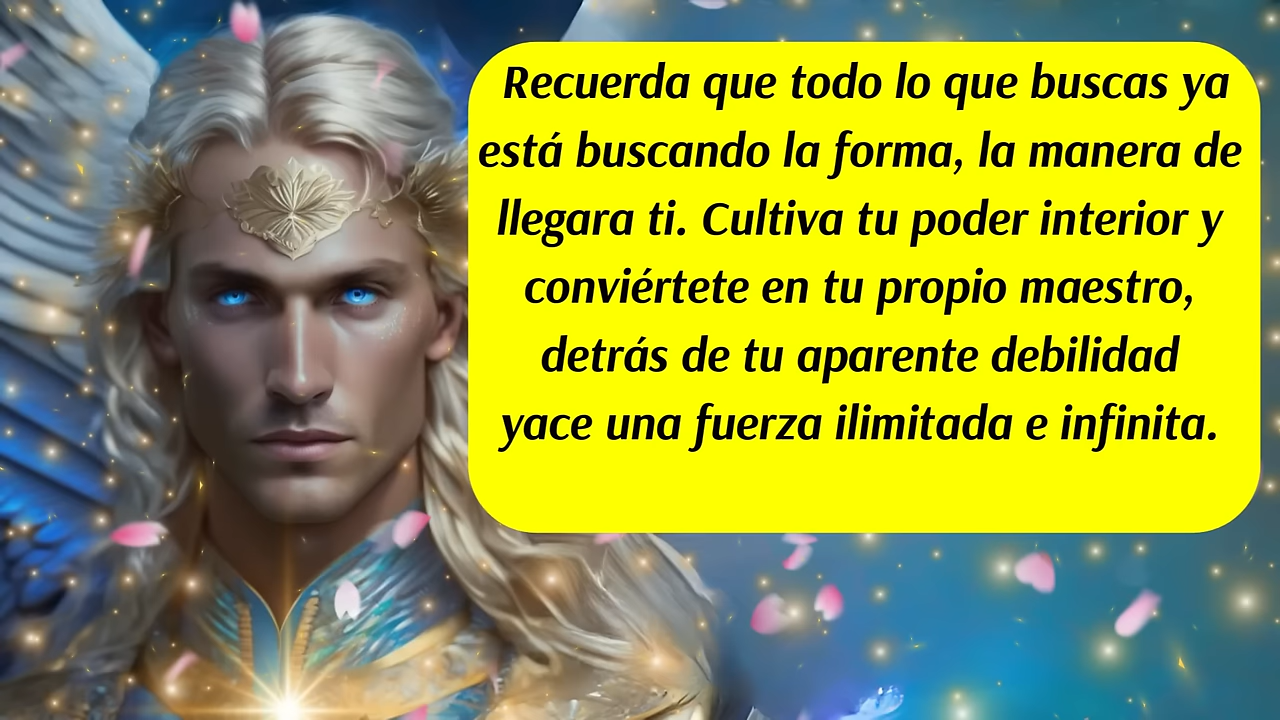 Recuerda que todo lo que buscas ya
está buscando la forma, la manera de
llegara ti. Cultiva tu poder interior y
conviértete en tu propio maestro,
detrás de tu aparente debilidad
yace una fuerza ilimitada e infinita.